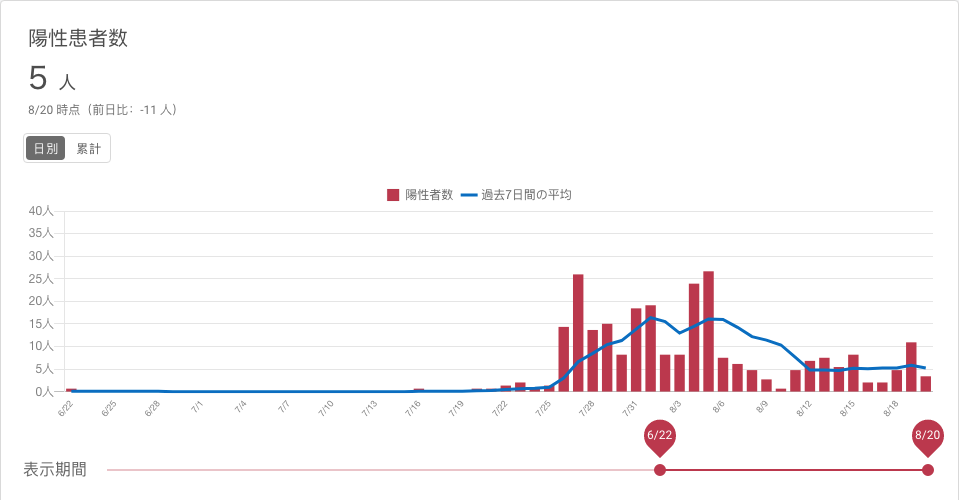 陽性患者数
5 人
8/20 時点（前日比：-11 人）
日別 累計
陽性者数 過去7日間の平均
40人
35人
30人
25人
20人
15人
10人
5人
0人
6/22 6/25 6/28 7/1 7/4 7/7 7/10 7/13 7/16 7/19 7/22 7/25 7/28 7/31 8/3 8/6 8/9 8/12 8/15 8/18
6/22 8/20
表示期間